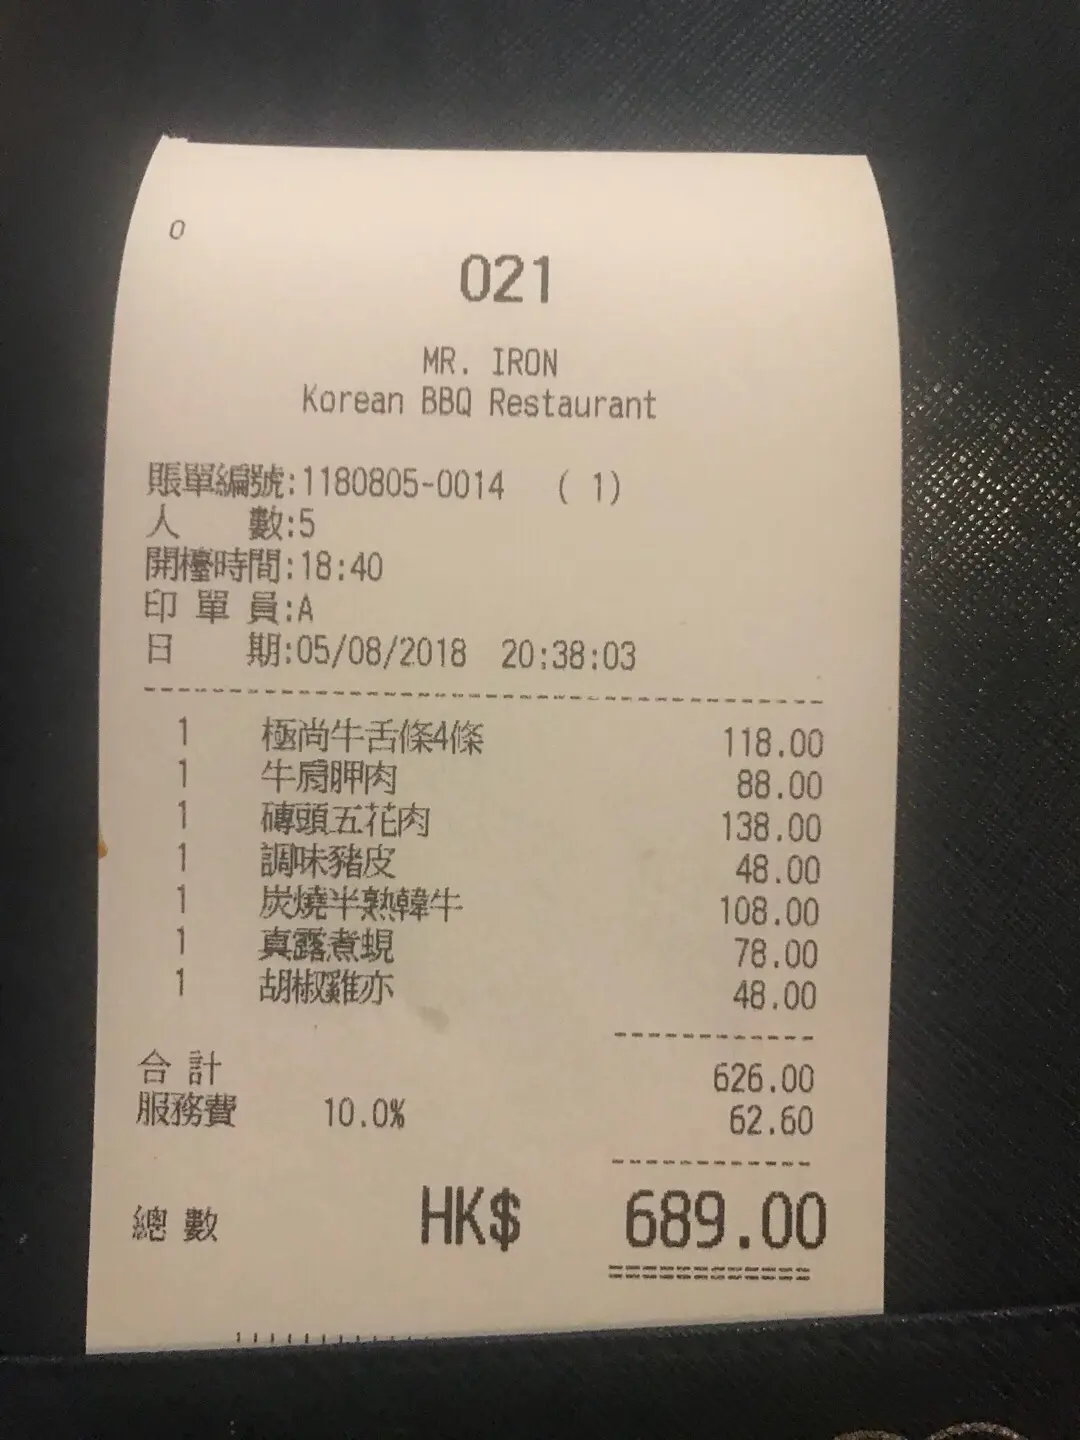 0
021
MR. IRON
Korean BBQ Restaurant
賬單編號:1180805-0014 ( 1)
人 數:5
開檯時間:18:40
印單員:A
日 期:05/08/2018 20:38:03
1 極尚牛舌條4條 118.00
1 牛肩胛肉 88.00
1 磚頭五花肉 138.00
1 調味豬皮 48.00
1 炭燒半熟韓牛 108.00
1 真露煮蜆 78.00
1 胡椒雞亦 48.00
合計 626.00
服務費 10.0% 62.60
總數 HK$ 689.00